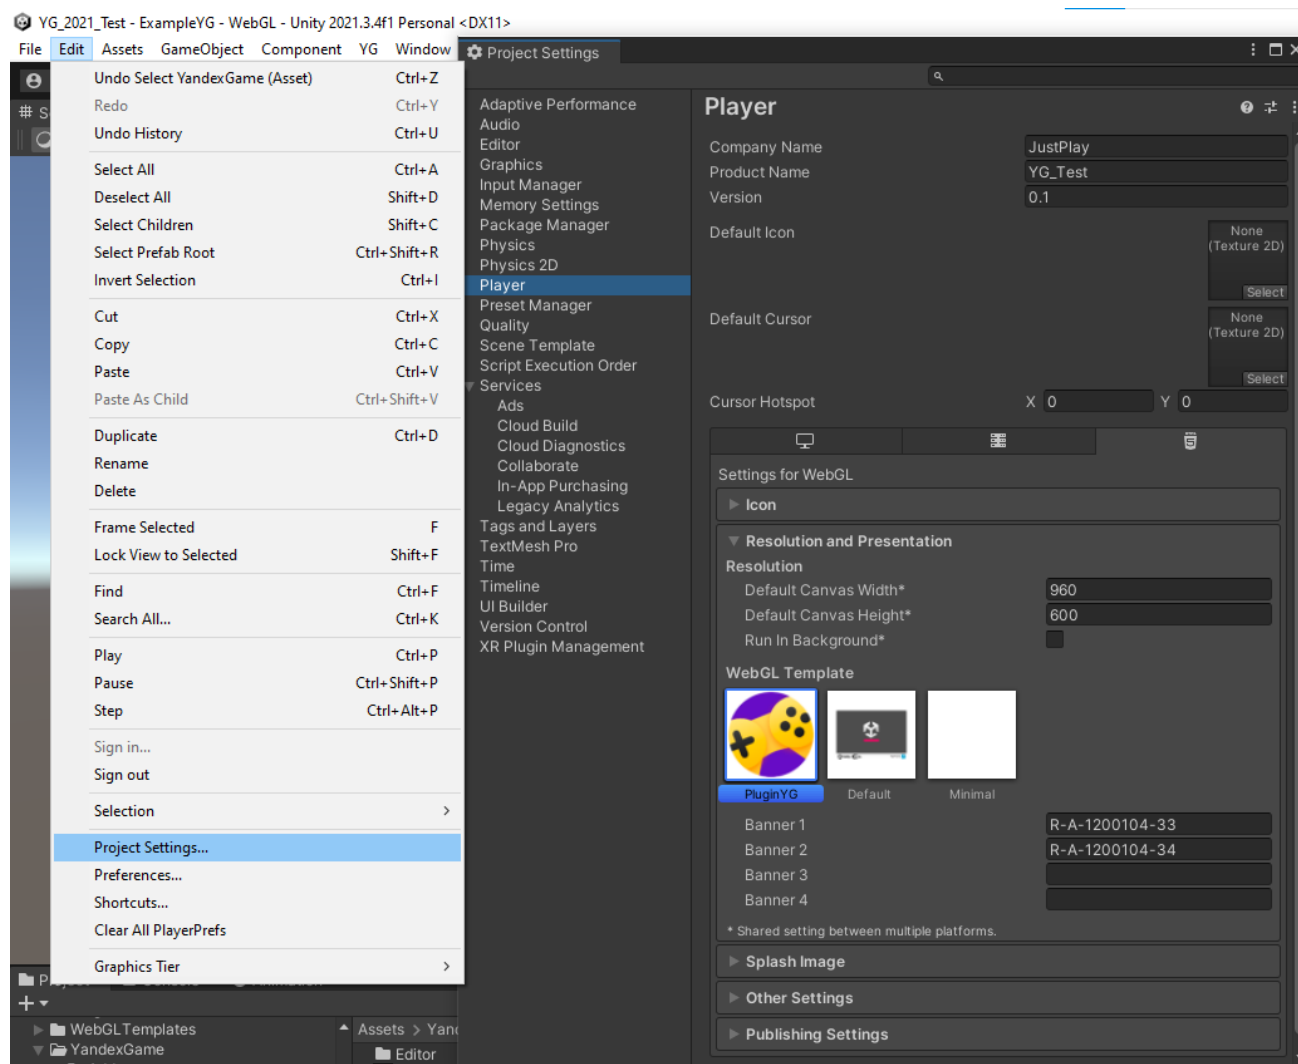 YG_2021_Test - ExampleYG - WebGL - Unity 2021.3.4f1 Personal <DX11>
File Edit Assets GameObject Component YG Window
Undo Select YandexGame (Asset) Ctrl+Z
Redo Ctrl+Y
Undo History Ctrl+U
Select All Ctrl+A
Deselect All Shift+D
Select Children Shift+C
Select Prefab Root Ctrl+Shift+R
Invert Selection Ctrl+I
Cut Ctrl+X
Copy Ctrl+C
Paste Ctrl+V
Paste As Child Ctrl+Shift+V
Duplicate Ctrl+D
Rename
Delete
Frame Selected F
Lock View to Selected Shift+F
Find Ctrl+F
Search All... Ctrl+K
Play Ctrl+P
Pause Ctrl+Shift+P
Step Ctrl+Alt+P
Sign in...
Sign out
Selection
Project Settings...
Preferences...
Shortcuts...
Clear All PlayerPrefs
Graphics Tier
WebGLTemplates
YandexGame
Assets > Yan
Editor
Project Settings
Adaptive Performance
Audio
Editor
Graphics
Input Manager
Memory Settings
Package Manager
Physics
Physics 2D
Player
Preset Manager
Quality
Scene Template
Script Execution Order
Services
Ads
Cloud Build
Cloud Diagnostics
Collaborate
In-App Purchasing
Legacy Analytics
Tags and Layers
TextMesh Pro
Time
Timeline
UI Builder
Version Control
XR Plugin Management
Player
Company Name JustPlay
Product Name YG_Test
Version 0.1
Default Icon
None
(Texture 2D)
Select
Default Cursor
None
(Texture 2D)
Select
Cursor Hotspot X 0 Y 0
Settings for WebGL
Icon
Resolution and Presentation
Resolution
Default Canvas Width* 960
Default Canvas Height* 600
Run In Background*
WebGL Template
PluginYG Default Minimal
Banner 1 R-A-1200104-33
Banner 2 R-A-1200104-34
Banner 3
Banner 4
* Shared setting between multiple platforms.
Splash Image
Other Settings
Publishing Settings